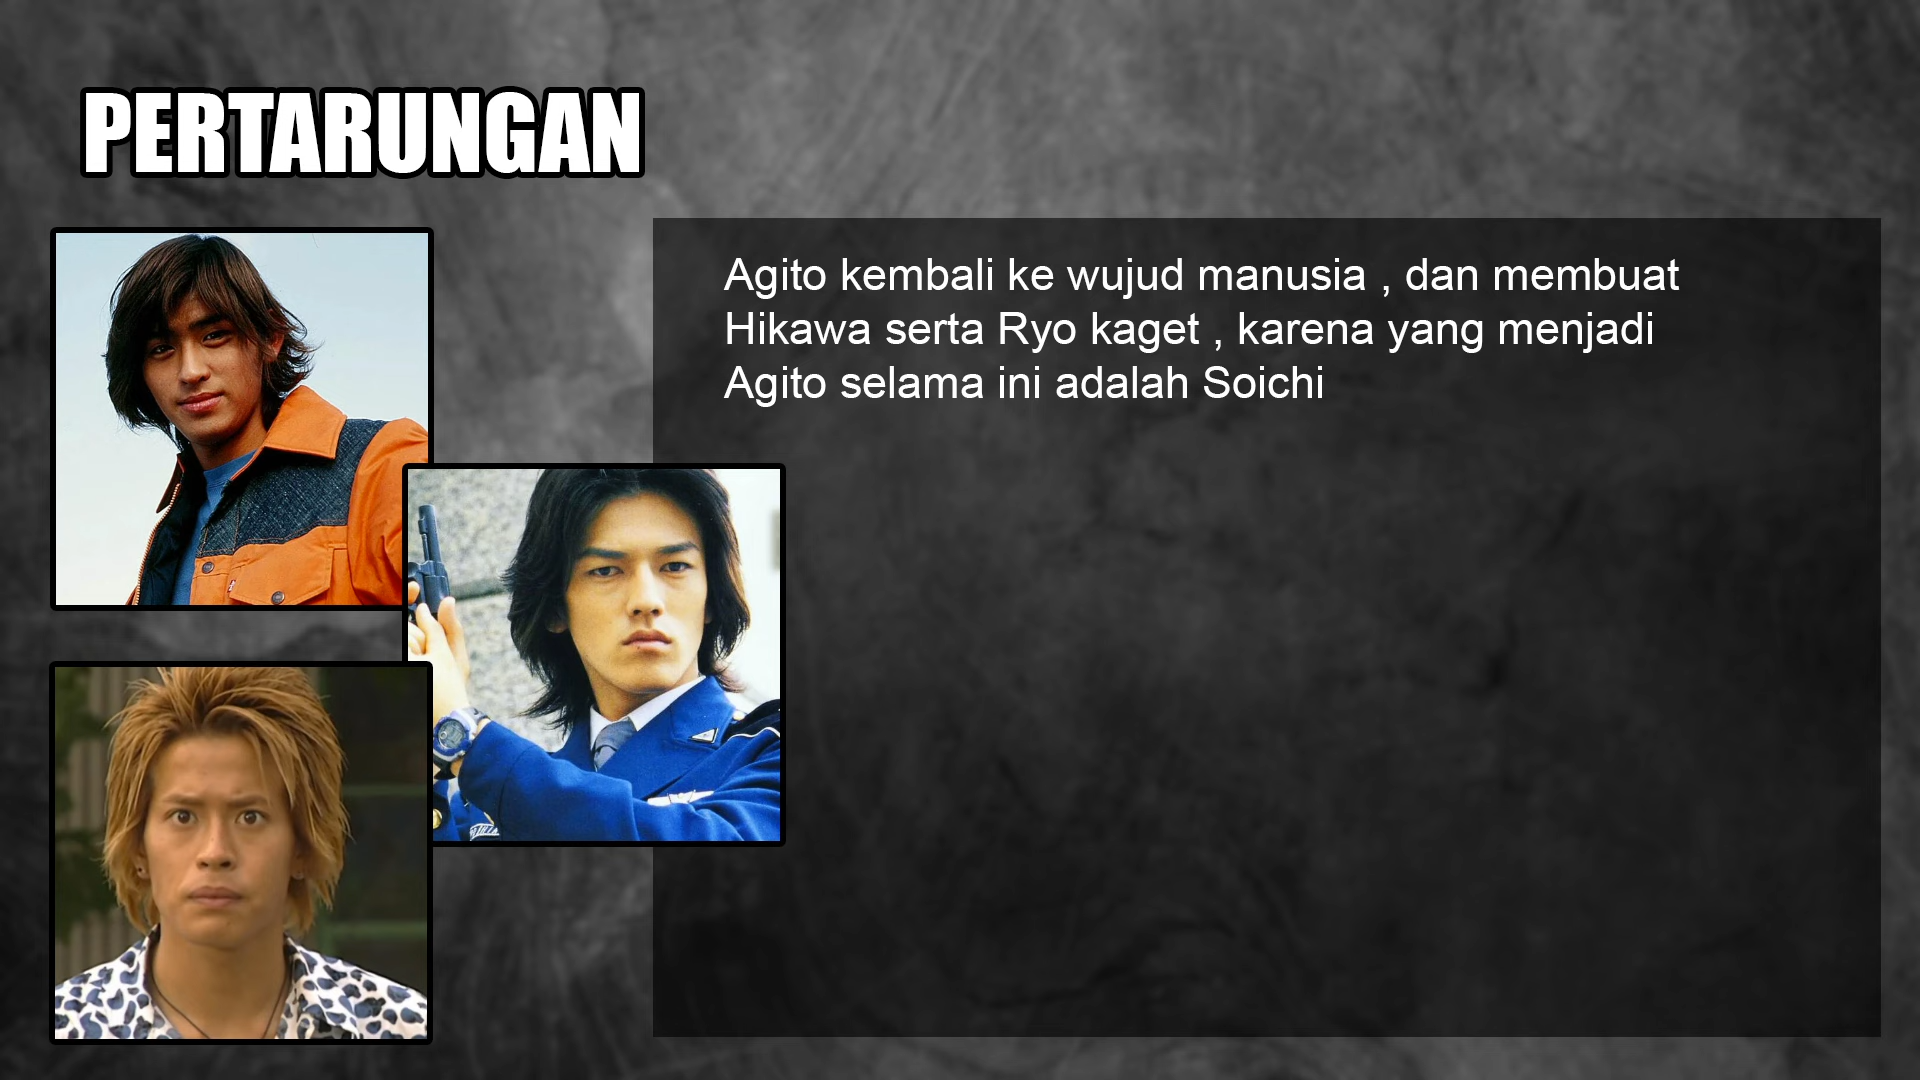 PERTARUNGAN
Agito kembali ke wujud manusia , dan membuat
Hikawa serta Ryo kaget , karena yang menjadi
Agito selama ini adalah Soichi